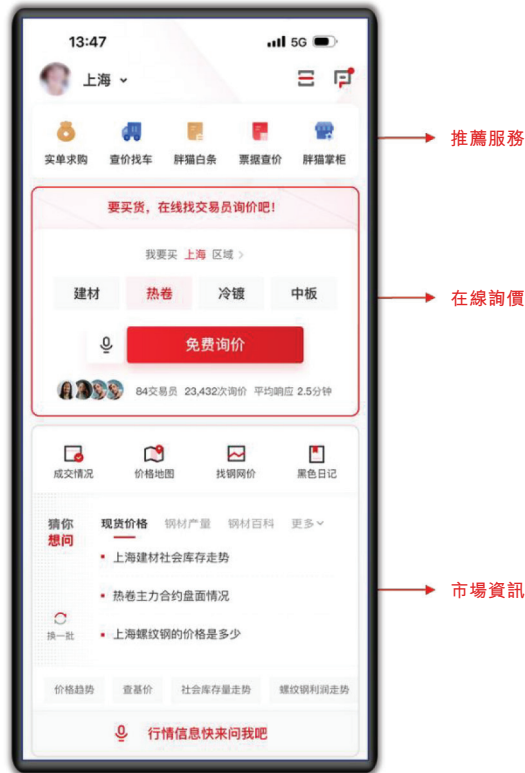 13:47
5G
上海
实单求购 查价找车 胖猫白条 票据查价 胖猫掌柜
推薦服務
要买货，在线找交易员询价吧！
我要买 上海 区域 >
建材 热卷 冷镀 中板
在線詢價
免费询价
84交易员 23,432次询价 平均响应 2.5分钟
成交情况 价格地图 找钢网价 黑色日记
猜你
想问
现货价格 钢材产量 钢材百科 更多
上海建材社会库存走势
热卷主力合约盘面情况
市場資訊
换一批
上海螺纹钢的价格是多少
价格趋势 查基价 社会库存量走势 螺纹钢利润走势
行情信息快来问我吧